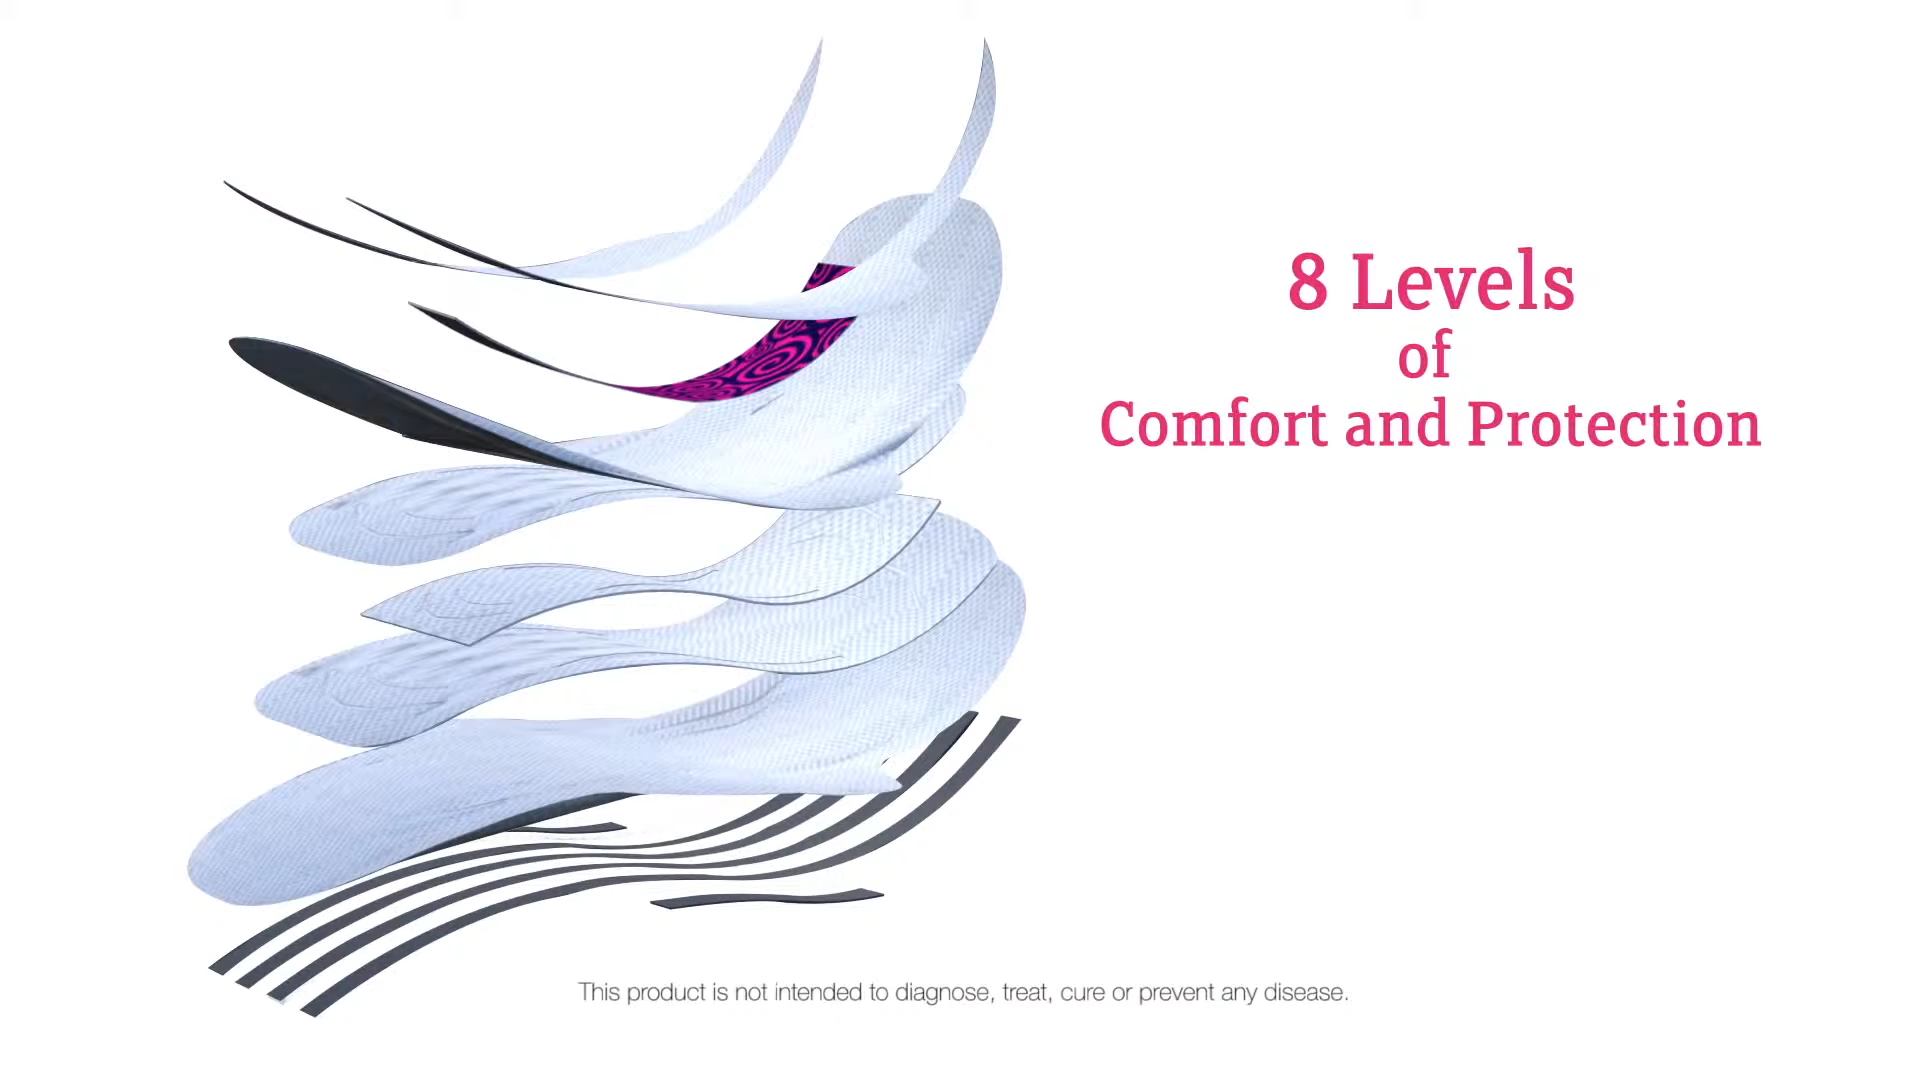 8 Levels
of
Comfort and Protection
This product is not intended to diagnose, treat, cure or prevent any disease.